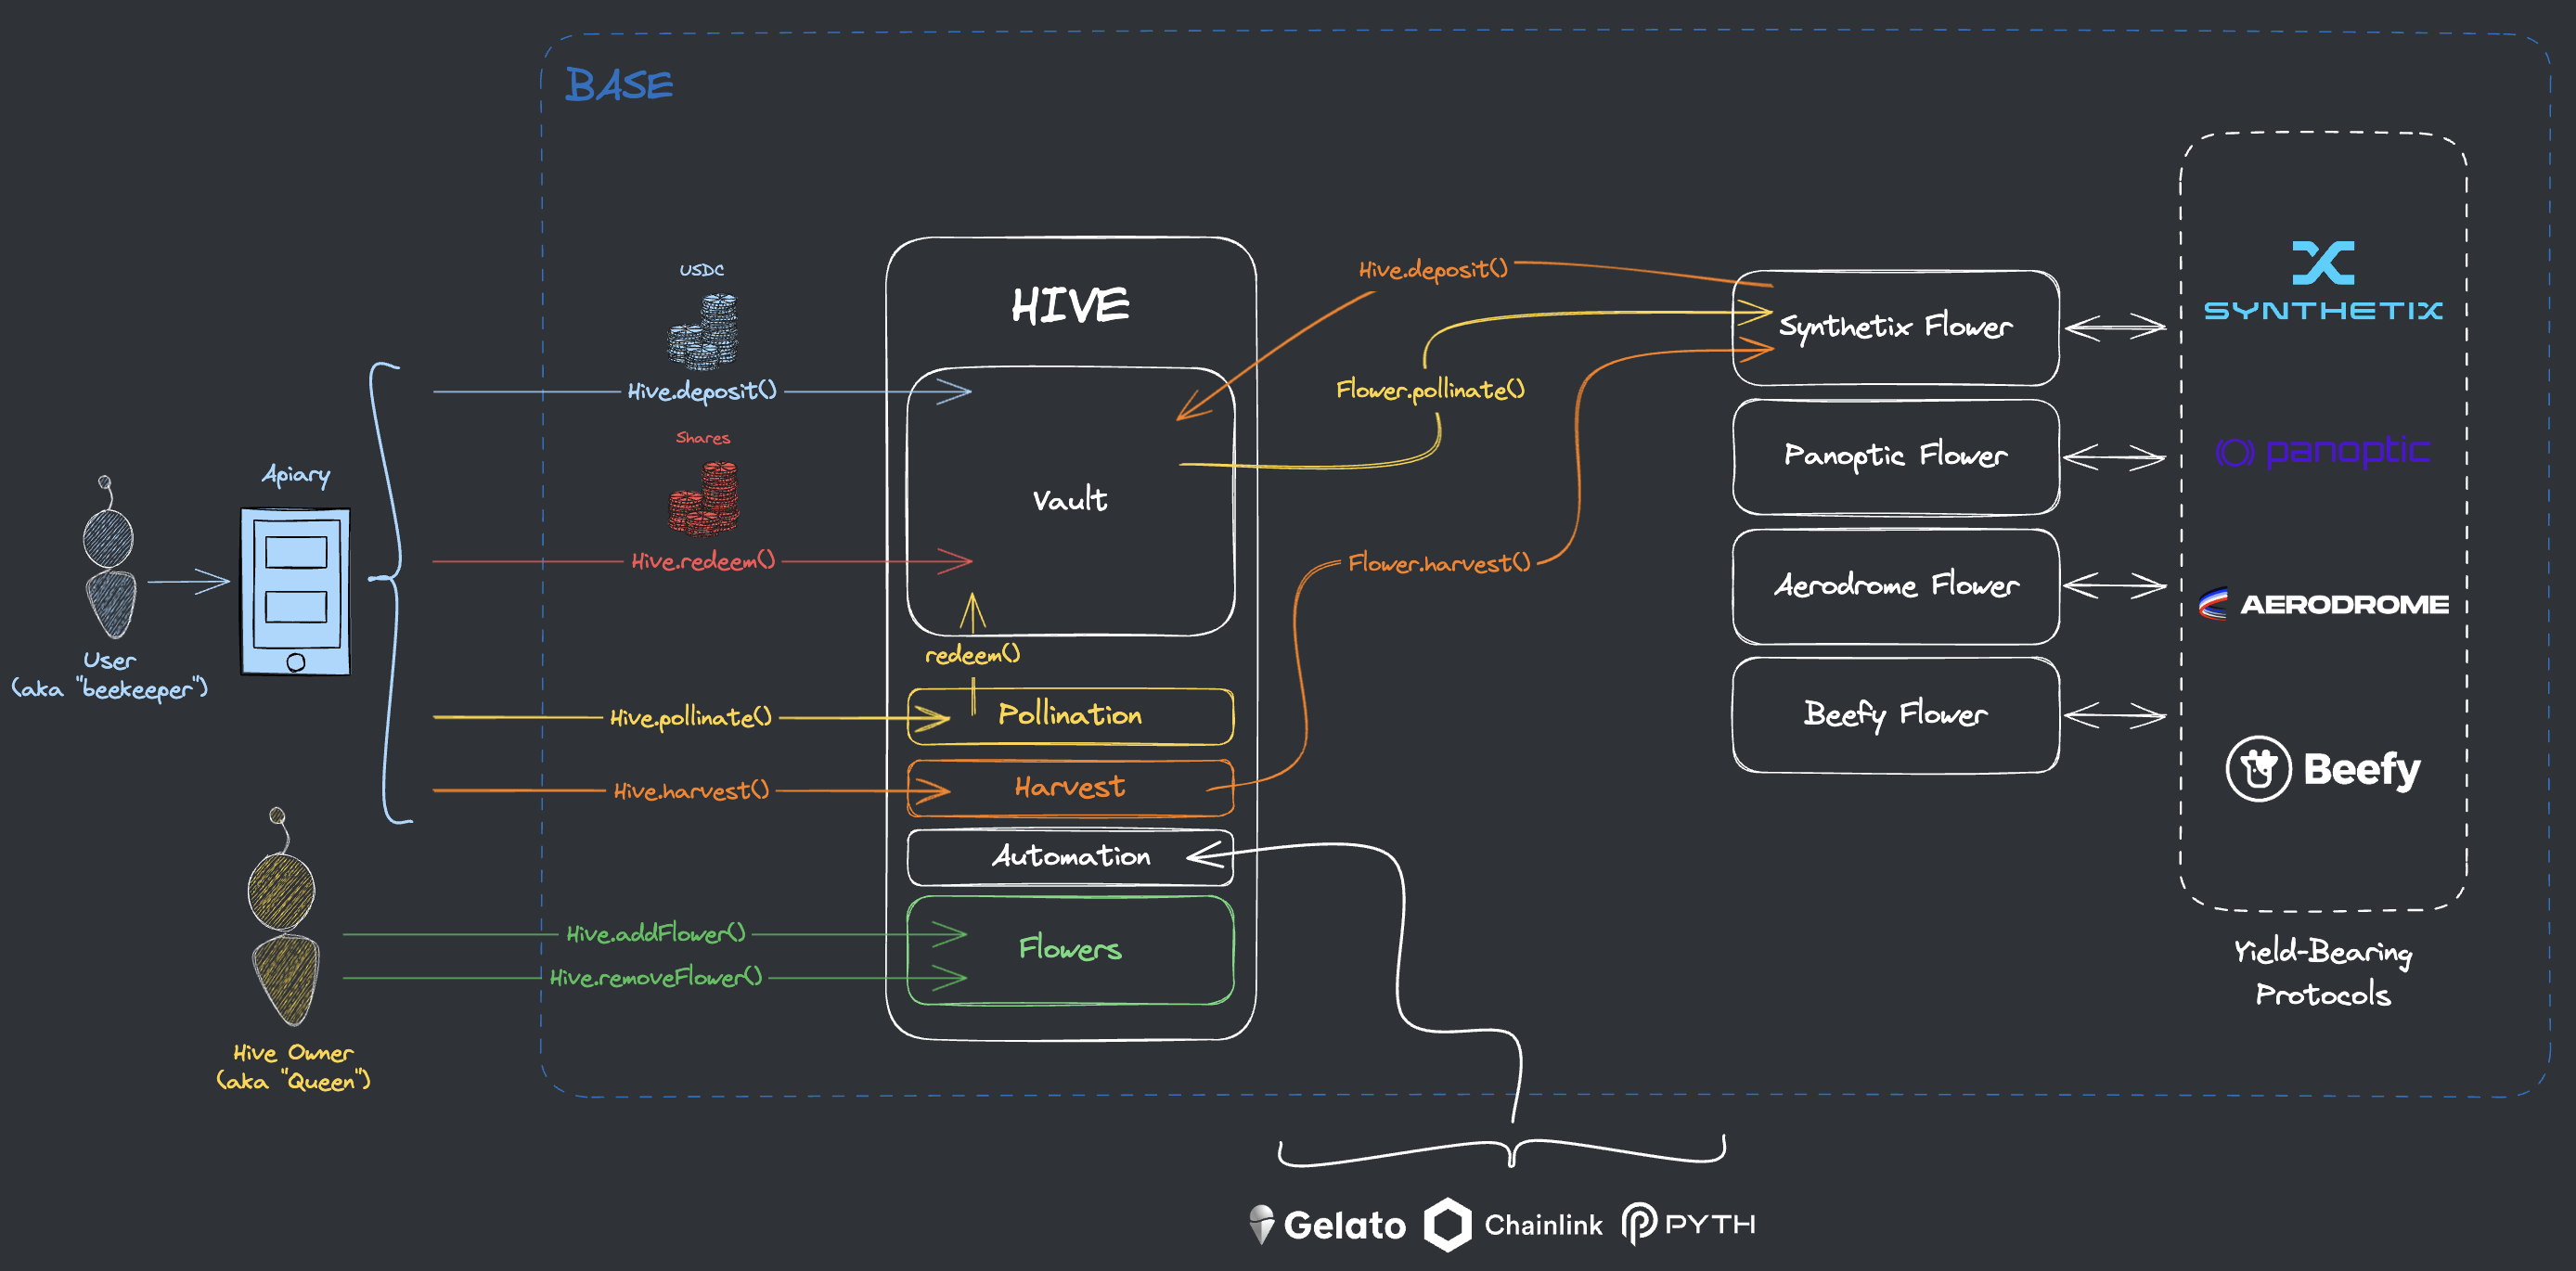 BASE
USDC
Hive.deposit()
Shares
Hive.redeem()
Apiary
User
(aka "beekeeper")
Hive.pollinate()
Hive.harvest()
Hive.addFlower()
Hive.removeFlower()
Hive Owner
(aka "Queen")
HIVE
Vault
redeem()
Pollination
Harvest
Automation
Flowers
Hive.deposit()
Flower.pollinate()
Flower.harvest()
Synthetix Flower
Panoptic Flower
Aerodrome Flower
Beefy Flower
SYNTHETIX
panoptic
AERODROME
Beefy
Yield-Bearing
Protocols
Gelato
Chainlink
PYTH